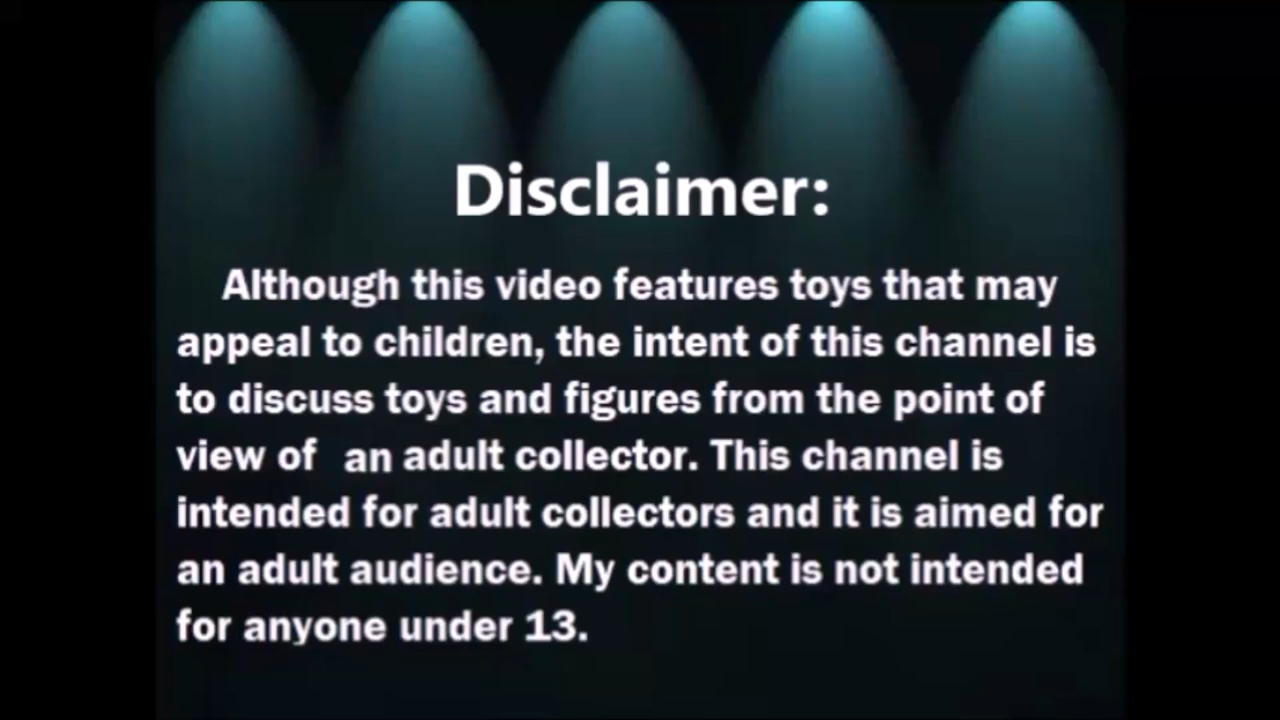 Disclaimer:
Although this video features toys that may
appeal to children, the intent of this channel is
to discuss toys and figures from the point of
view of an adult collector. This channel is
intended for adult collectors and it is aimed for
an adult audience. My content is not intended
for anyone under 13.